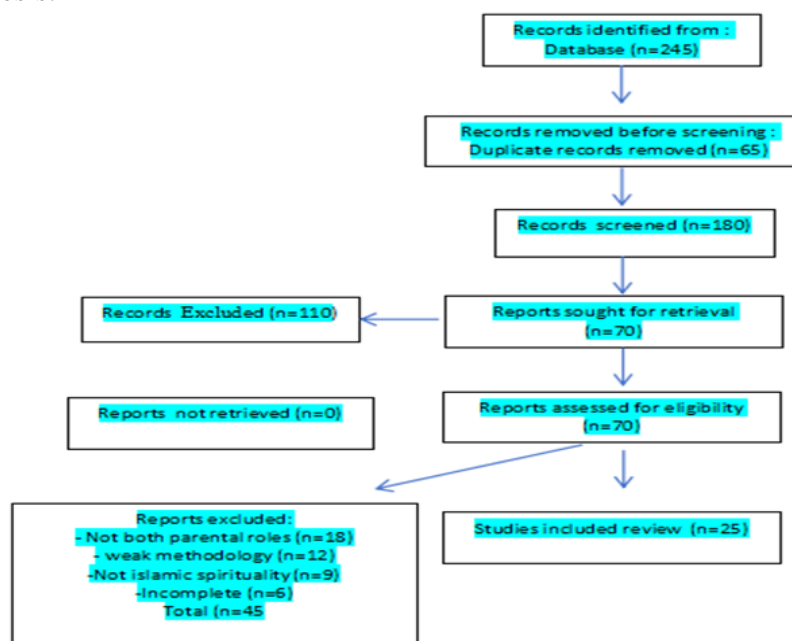 Records identified from :
Database (n=245)
Records removed before screening :
Duplicate records removed (n=65)
Records screened (n=180)
Records Excluded (n=110)
Reports sought for retrieval
(n=70)
Reports not retrieved (n=0)
Reports assessed for eligibility
(n=70)
Reports excluded:
- Not both parental roles (n=18)
- weak methodology (n=12)
-Not islamic spirituality (n=9)
-Incomplete (n=6)
Total (n=45
Studies included review (n=25)